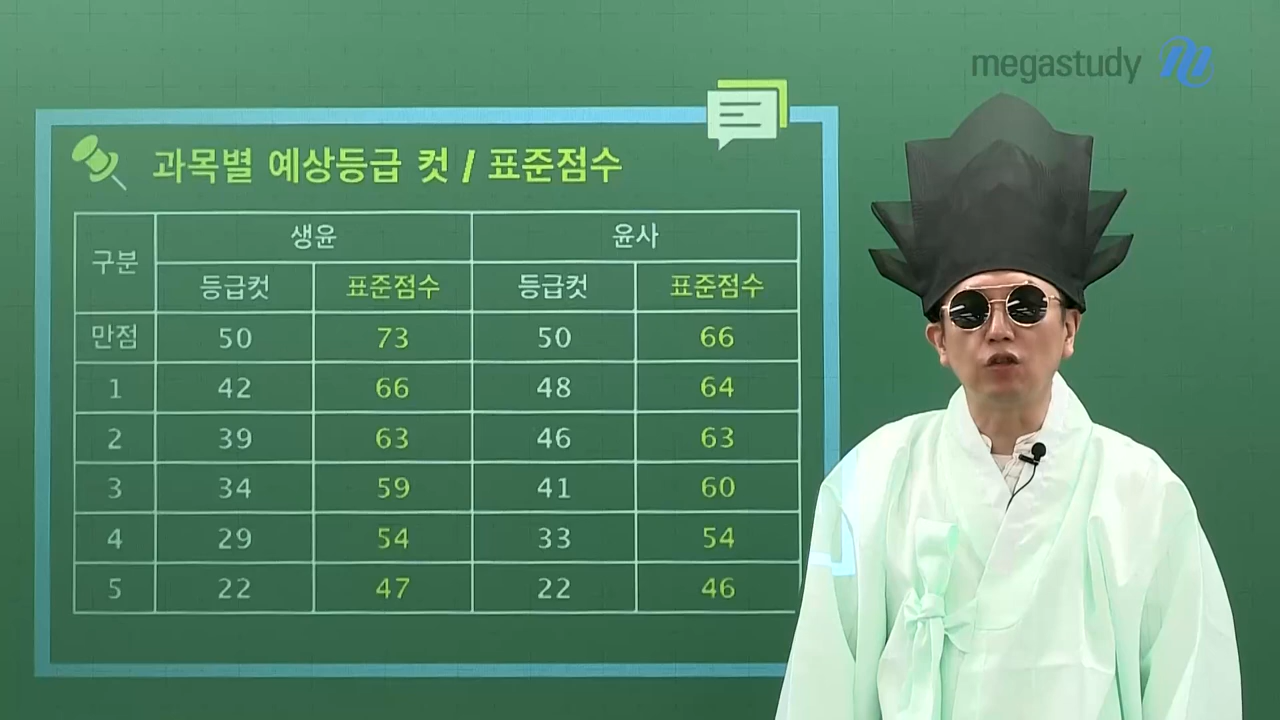 megastudy
과목별 예상등급 컷 / 표준점수
구분 생윤 윤사
등급컷 표준점수 등급컷 표준점수
만점 50 73 50 66
1 42 66 48 64
2 39 63 46 63
3 34 59 41 60
4 29 54 33 54
5 22 47 22 46